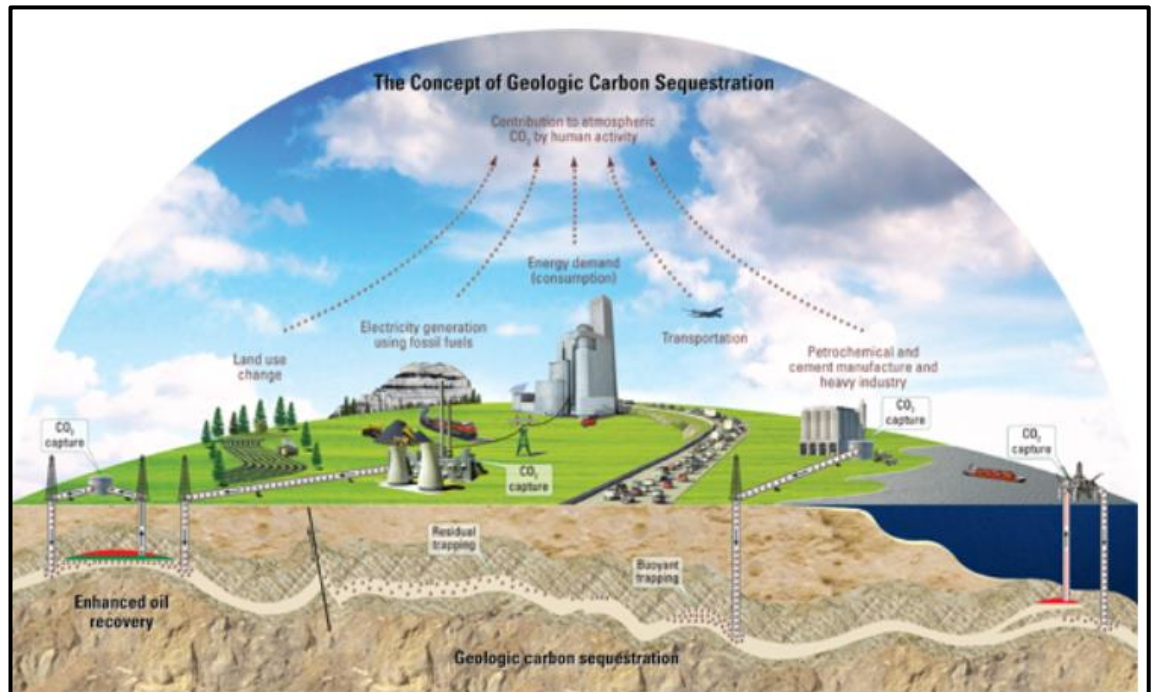 The Concept of Geologic Carbon Sequestration
Contribution to atmospheric
CO₂ by human activity
Energy demand
(consumption)
Electricity generation
using fossil fuels
Transportation
Land use
change
Petrochemical and
cement manufacture and
heavy industry
CO₂
capture
CO₂
capture
CO₂
capture
CO₂
capture
Residual
trapping
Buoyant
trapping
Enhanced oil
recovery
Geologic carbon sequestration